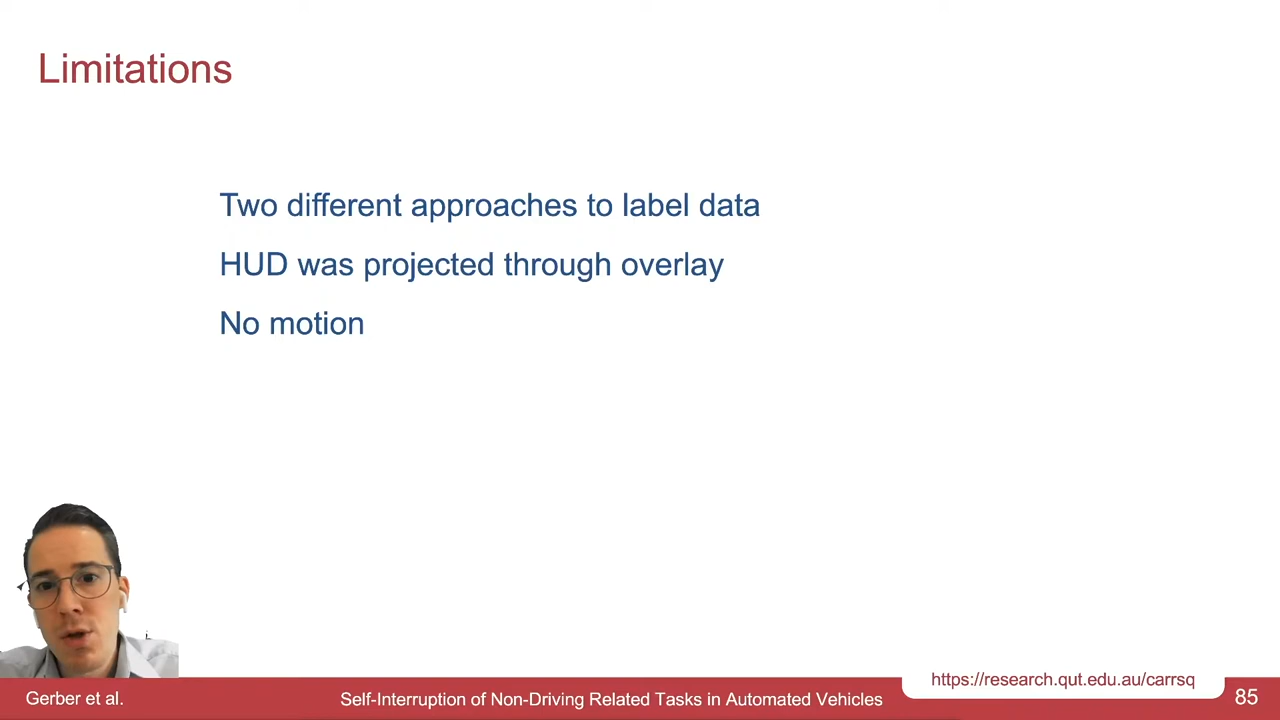 Limitations
Two different approaches to label data
HUD was projected through overlay
No motion
https://research.qut.edu.au/carrsq
Gerber et al.
Self-Interruption of Non-Driving Related Tasks in Automated Vehicles
85